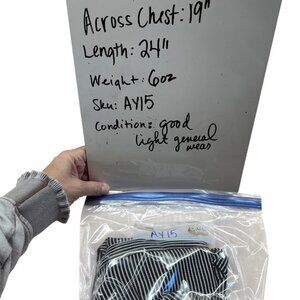 Across Chest: 19"
Length: 24"
Weight: 6oz
Sku: AY15
Condition: good
light general
wear
AY15